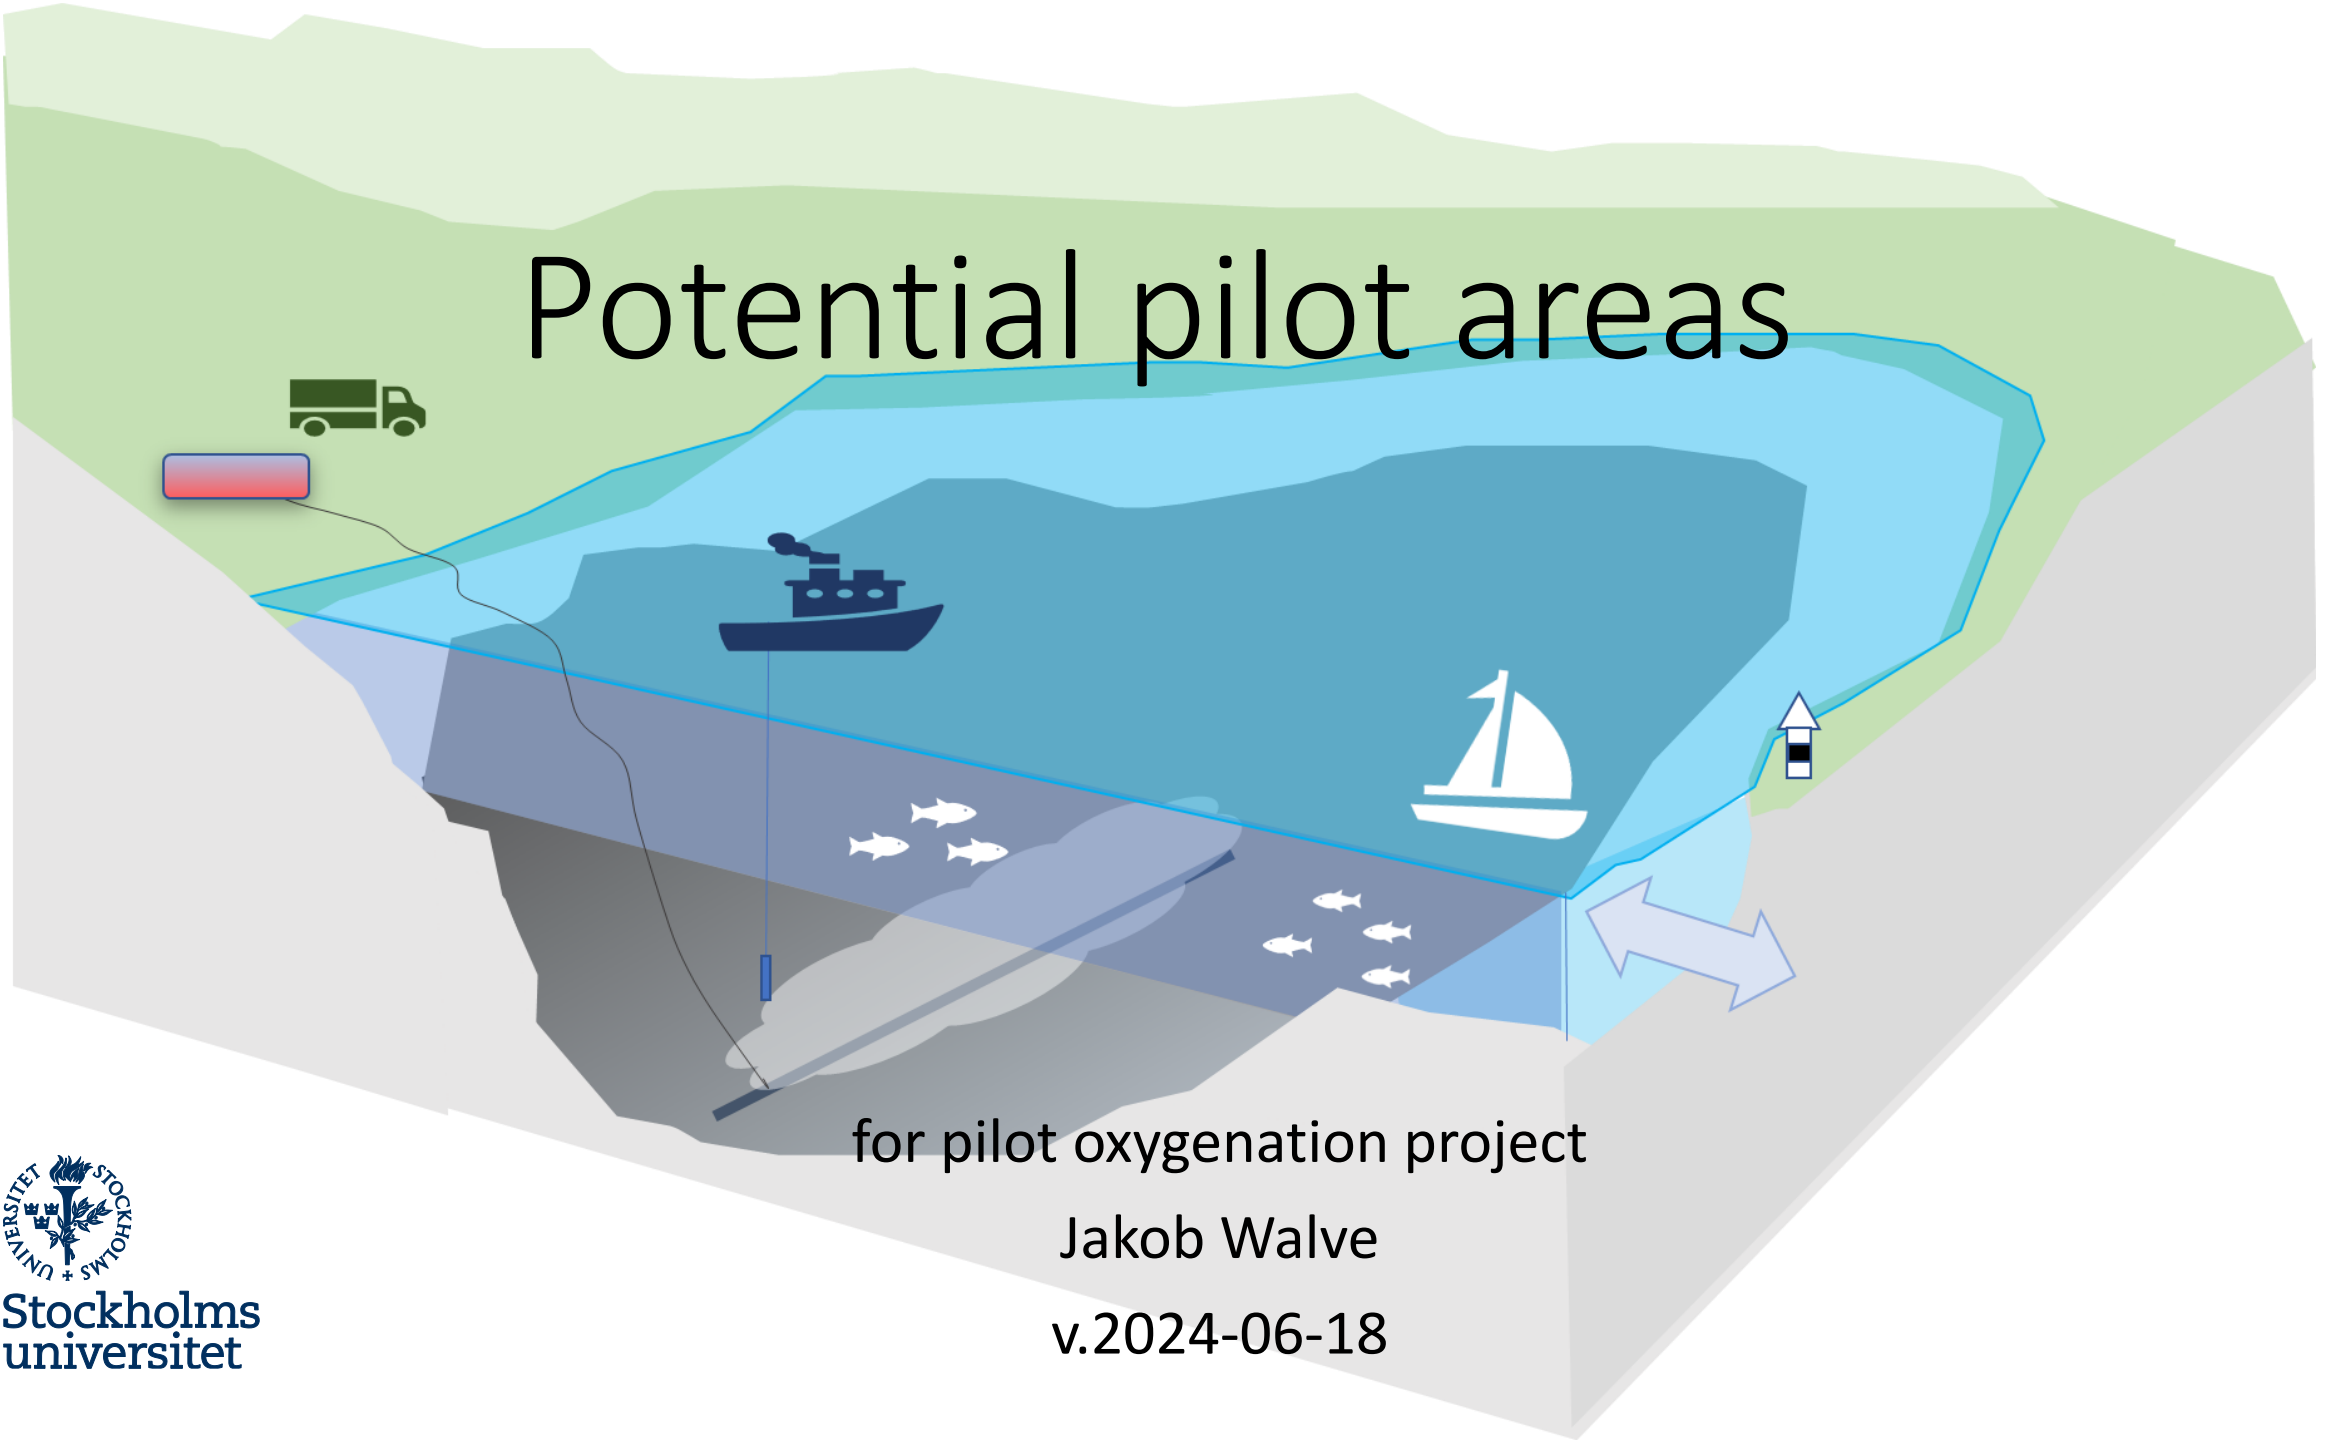 Potential pilot areas
for pilot oxygenation project
Jakob Walve
v.2024-06-18
STOCKHOLMS UNIVERSITET
Stockholms
universitet